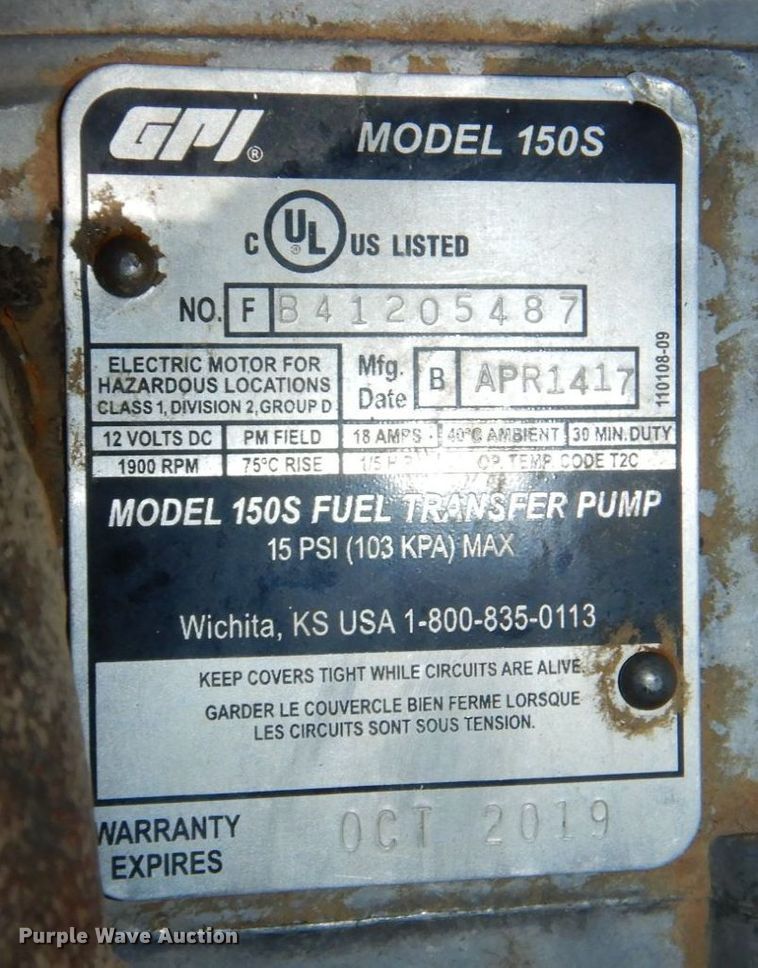 GPI® MODEL 150S
C UL® US LISTED
NO. F B41205487
ELECTRIC MOTOR FOR
HAZARDOUS LOCATIONS
CLASS 1, DIVISION 2, GROUP D
Mfg.
Date B APR1417
110108-09
12 VOLTS DC PM FIELD 18 AMPS 40°C AMBIENT 30 MIN.DUTY
1900 RPM 75°C RISE 1/5 H.P. OP. TEMP. CODE T2C
MODEL 150S FUEL TRANSFER PUMP
15 PSI (103 KPA) MAX
Wichita, KS USA 1-800-835-0113
KEEP COVERS TIGHT WHILE CIRCUITS ARE ALIVE.
GARDER LE COUVERCLE BIEN FERME LORSQUE
LES CIRCUITS SONT SOUS TENSION.
WARRANTY
EXPIRES
OCT 2019
Purple Wave Auction